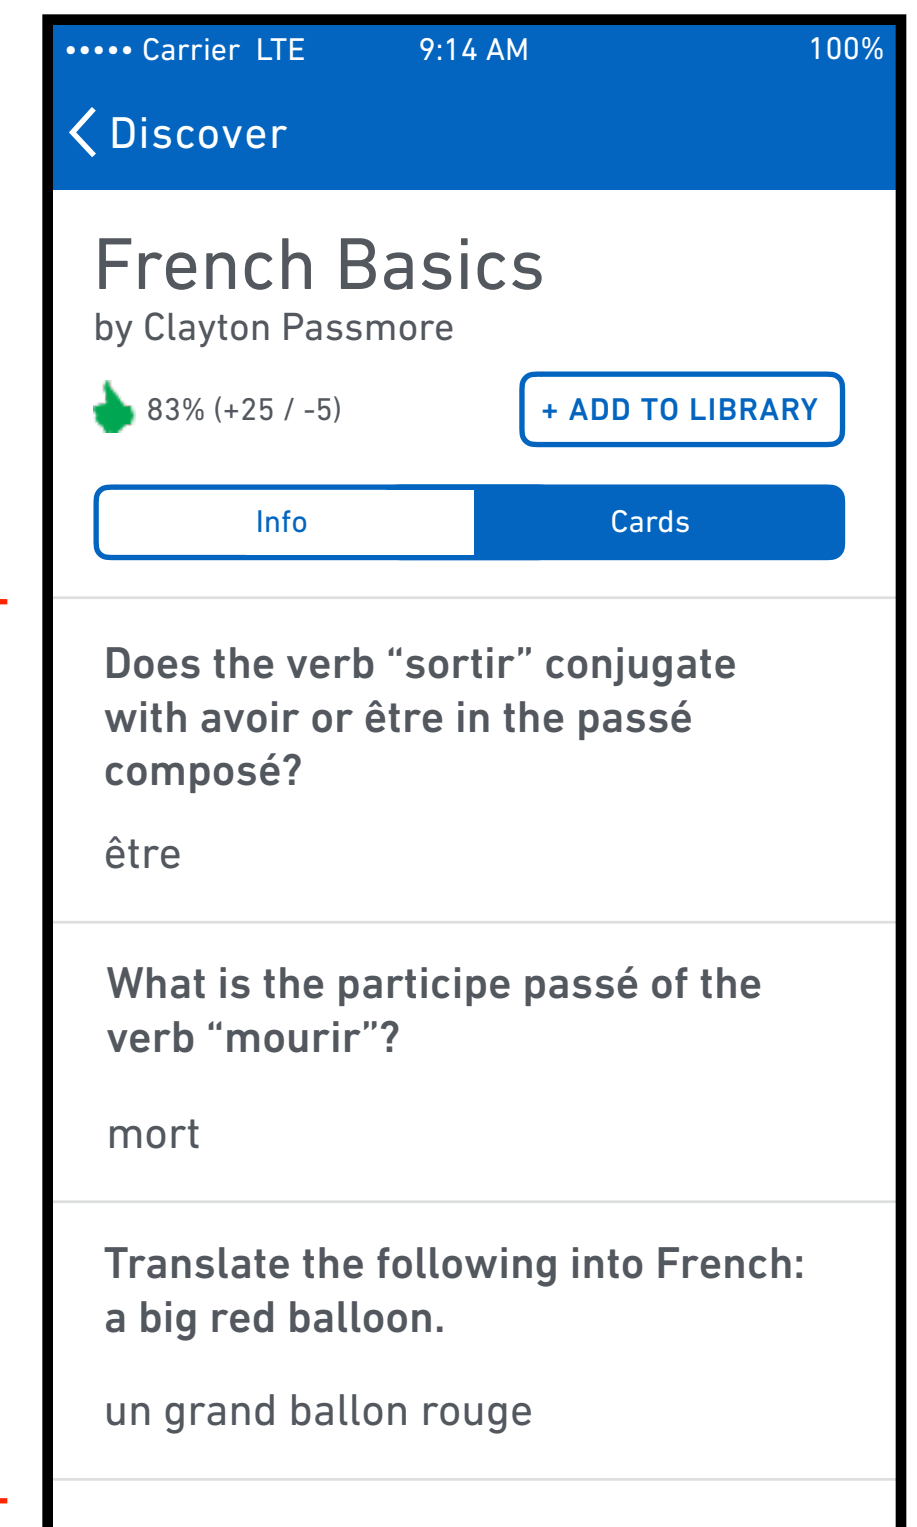 ••••• Carrier LTE 9:14 AM 100%
Discover
French Basics
by Clayton Passmore
83% (+25 / -5)
+ ADD TO LIBRARY
Info
Cards
Does the verb “sortir” conjugate
with avoir or être in the passé
composé?
être
What is the participe passé of the
verb “mourir”?
mort
Translate the following into French:
a big red balloon.
un grand ballon rouge